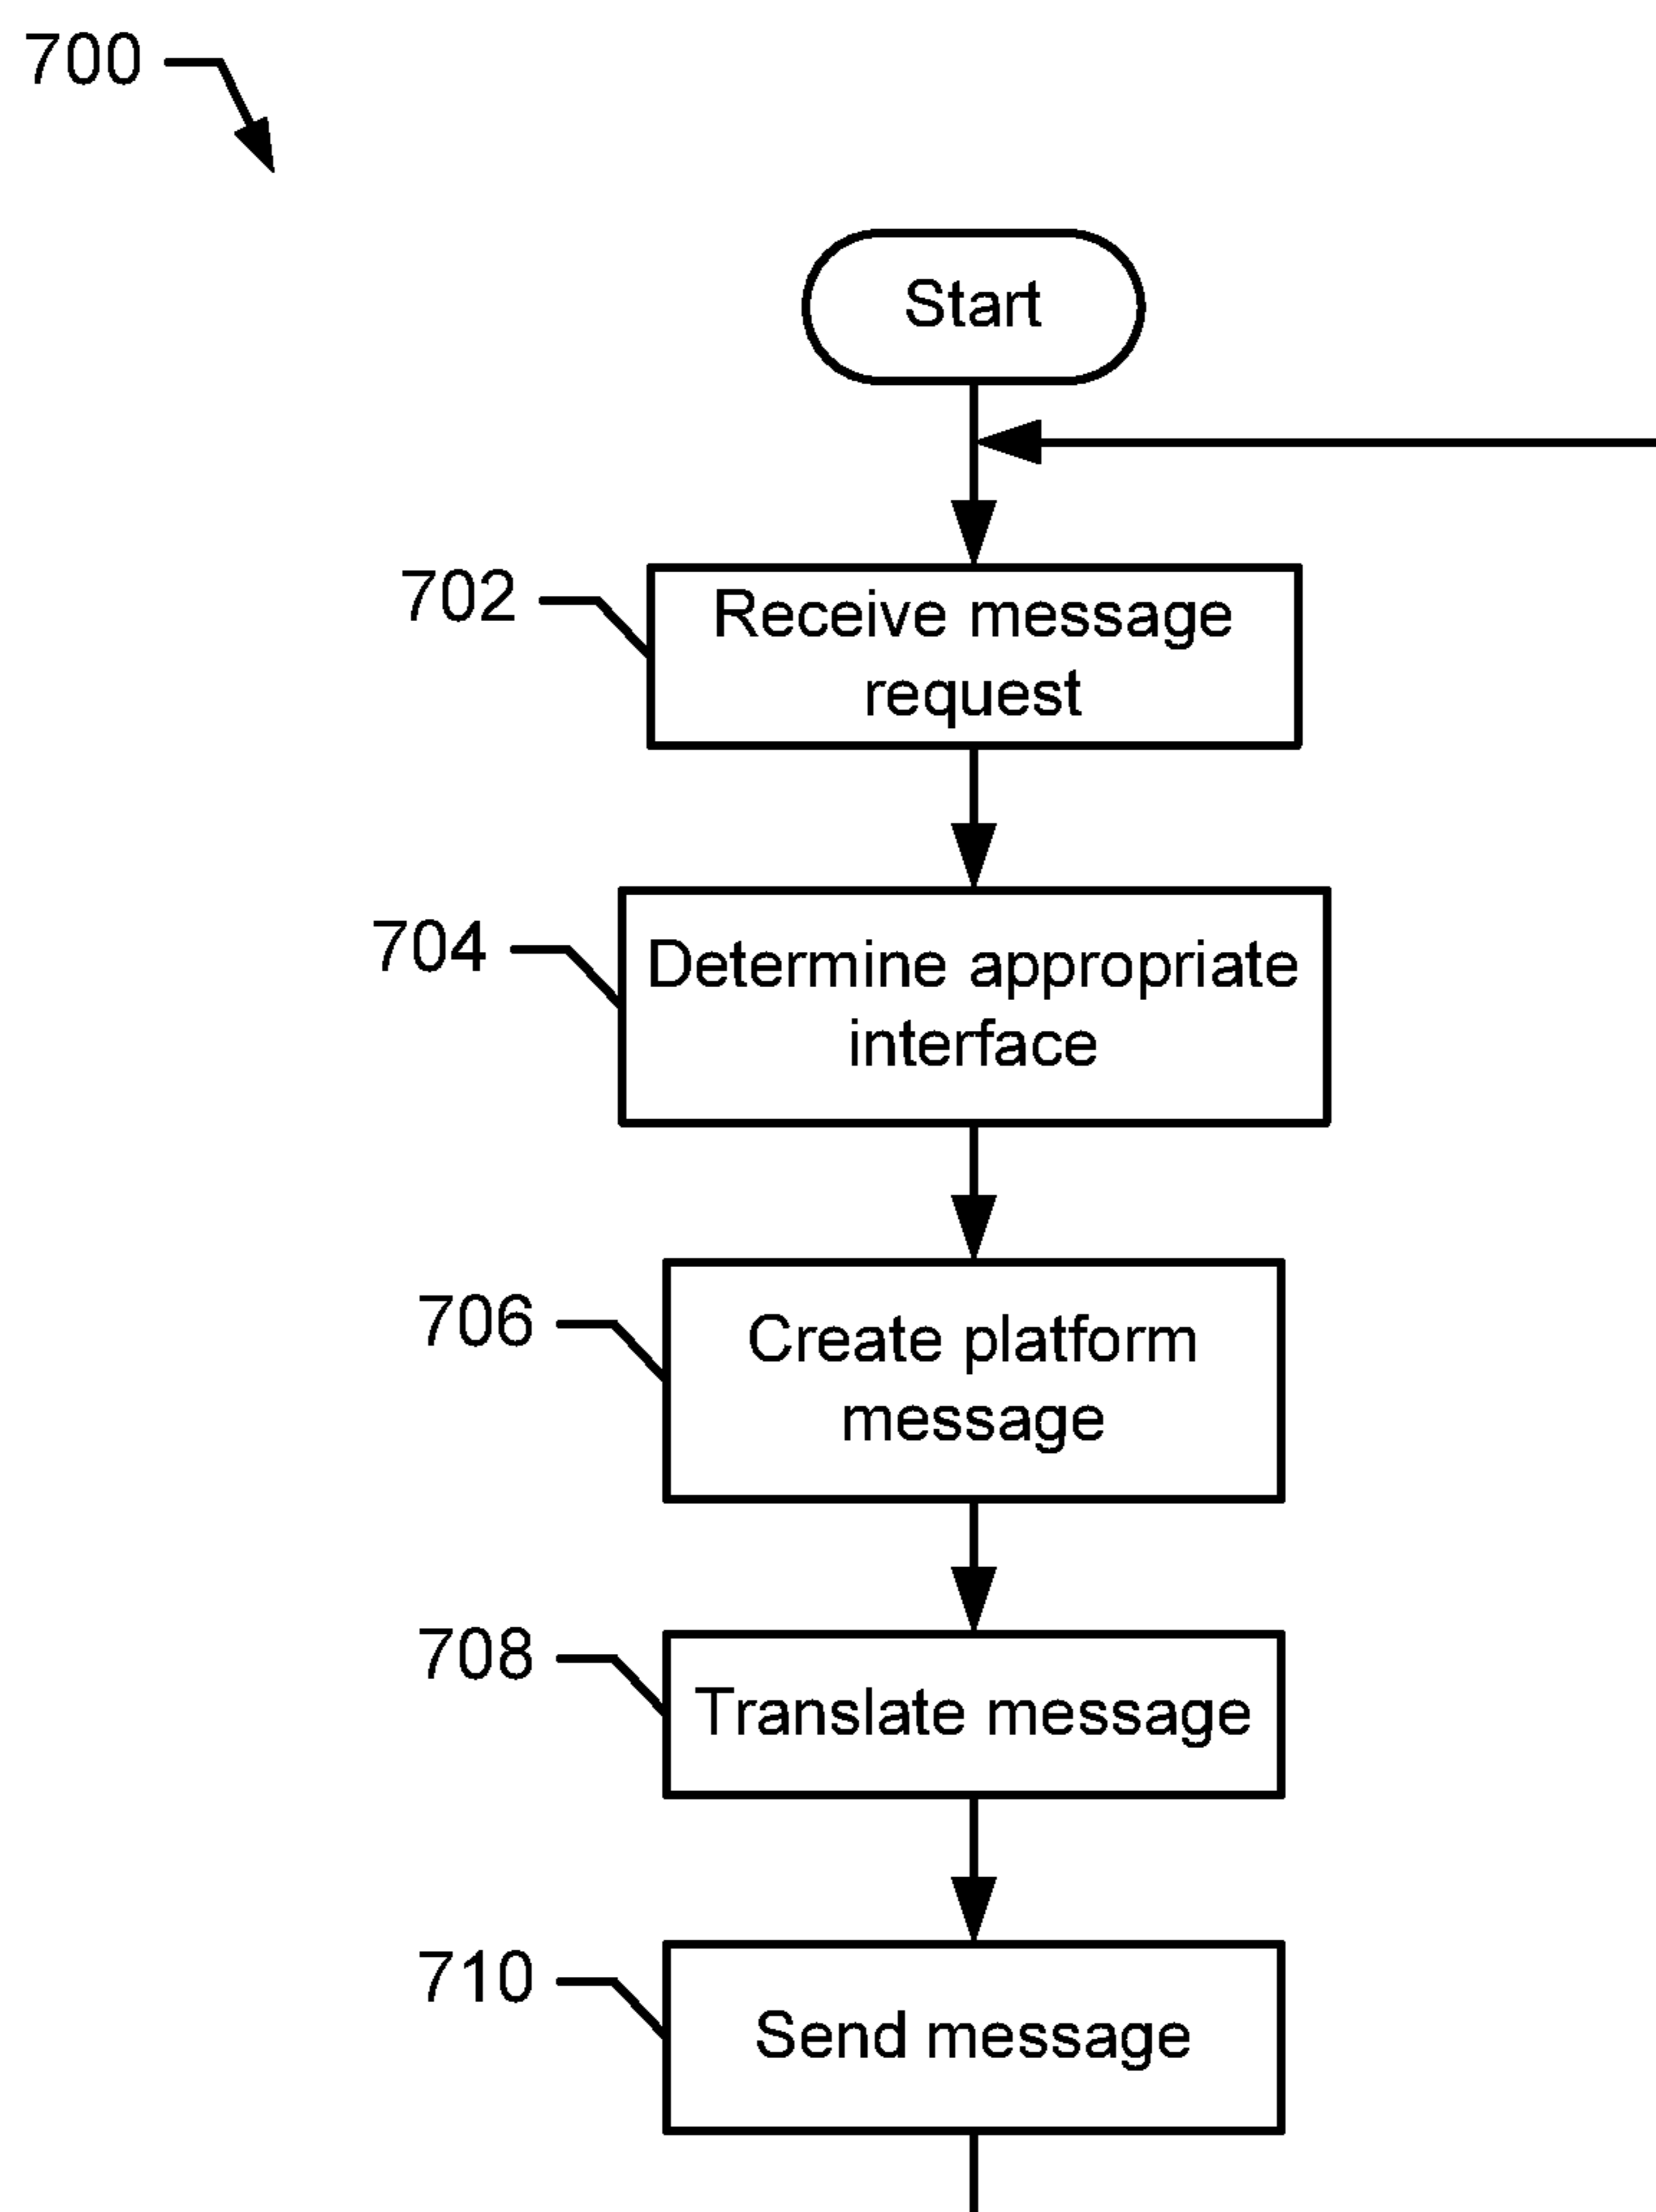 700
Start
702
Receive message
request
704
Determine appropriate
interface
706
Create platform
message
708
Translate message
710
Send message